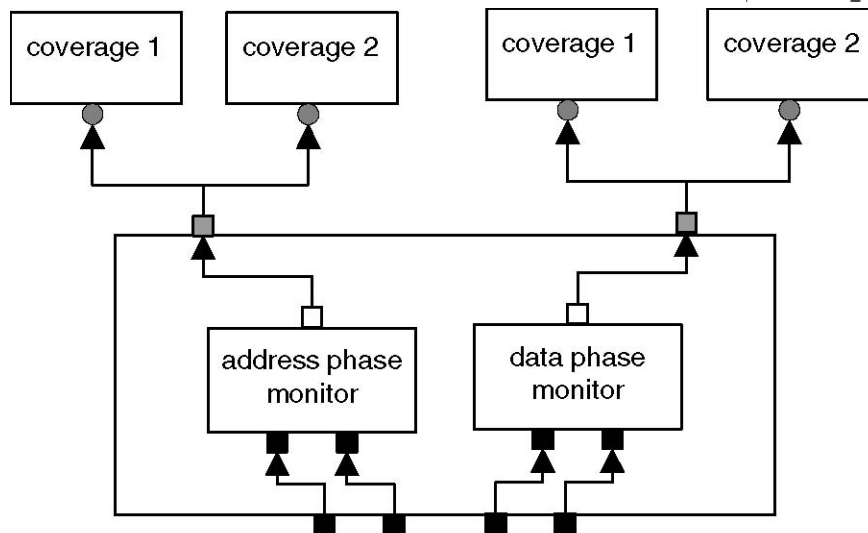 coverage 1
coverage 2
coverage 1
coverage 2
address phase
monitor
data phase
monitor